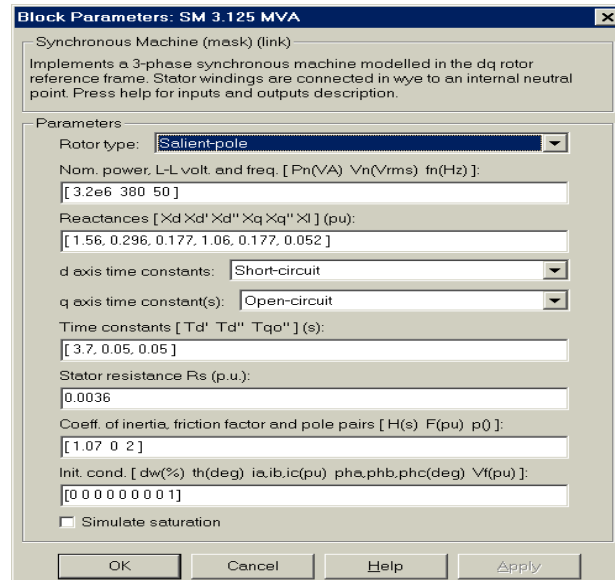 Block Parameters: SM 3.125 MVA
Synchronous Machine (mask) (link)
Implements a 3-phase synchronous machine modelled in the dq rotor
reference frame. Stator windings are connected in wye to an internal neutral
point. Press help for inputs and outputs description.
Parameters
Rotor type: Salient-pole
Nom. power, L-L volt. and freq. [ Pn(VA) Vn(Vrms) fn(Hz) ]:
[ 3.2e6 380 50 ]
Reactances [ Xd Xd' Xd'' Xq Xq'' Xl ] (pu):
[ 1.56, 0.296, 0.177, 1.06, 0.177, 0.052 ]
d axis time constants: Short-circuit
q axis time constant(s): Open-circuit
Time constants [ Td' Td'' Tqo'' ] (s):
[ 3.7, 0.05, 0.05 ]
Stator resistance Rs (p.u.):
0.0036
Coeff. of inertia, friction factor and pole pairs [ H(s) F(pu) p() ]:
[ 1.07 0 2 ]
Init. cond. [ dw(%) th(deg) ia,ib,ic(pu) pha,phb,phc(deg) Vf(pu) ]:
[0 0 0 0 0 0 0 0 1]
Simulate saturation
OK Cancel Help Apply